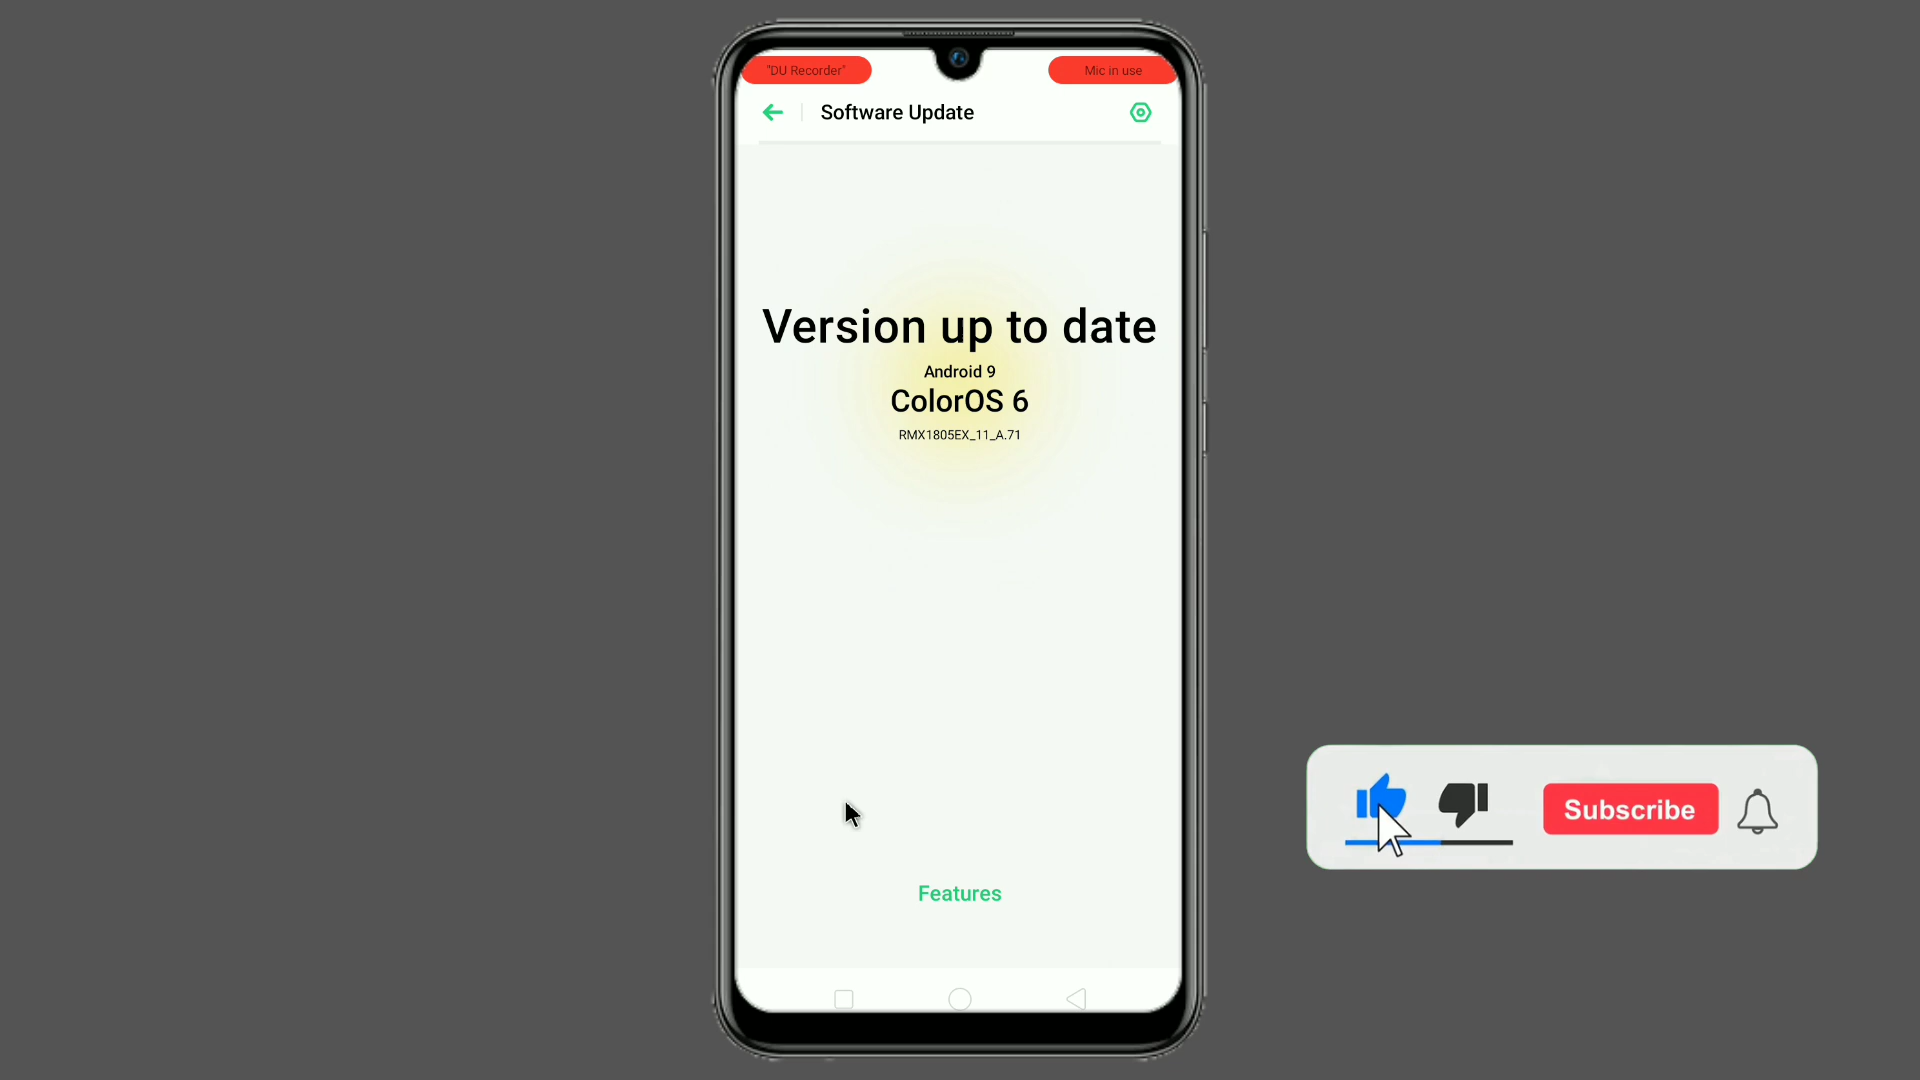 "DU Recorder"
Mic in use
Software Update
Version up to date
Android 9
ColorOS 6
RMX1805EX_11_A.71
Features
Subscribe